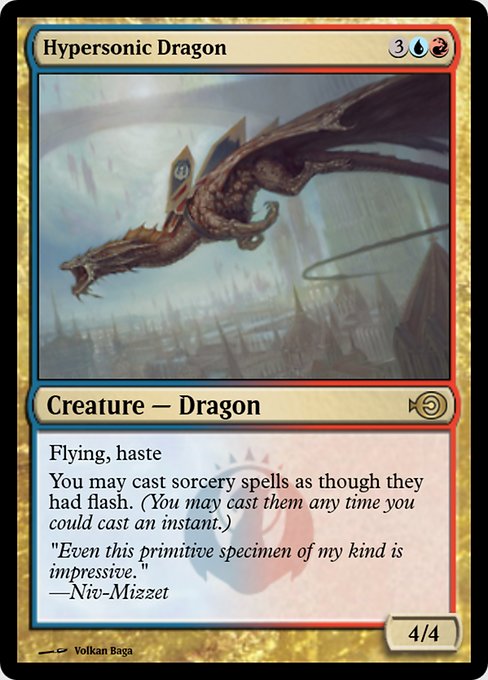 Hypersonic Dragon 3
Creature — Dragon
Flying, haste
You may cast sorcery spells as though they
had flash. (You may cast them any time you
could cast an instant.)
"Even this primitive specimen of my kind is
impressive."
—Niv-Mizzet
4/4
Volkan Baga